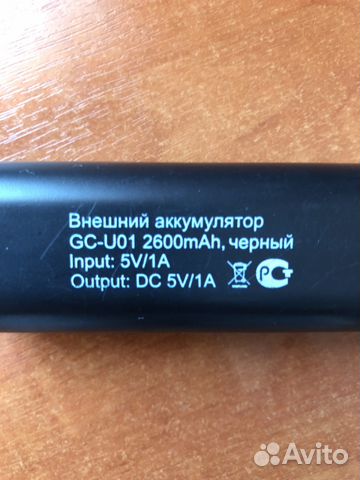 Внешний аккумулятор
GC-U01 2600mAh, черный
Input: 5V/1A
Output: DC 5V/1A
Avito